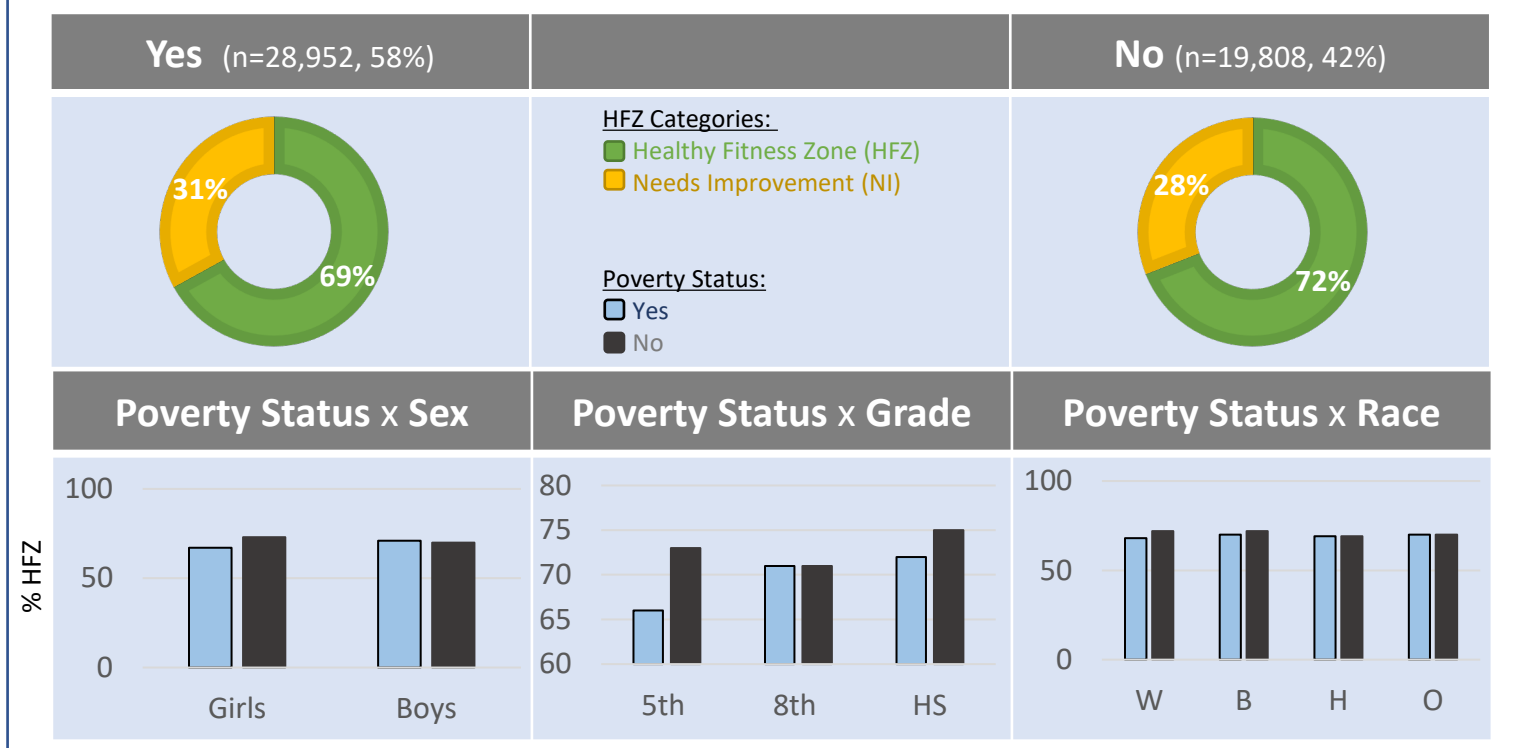 Yes (n=28,952, 58%)
No (n=19,808, 42%)
31%
69%
HFZ Categories:
Healthy Fitness Zone (HFZ)
Needs Improvement (NI)
Poverty Status:
Yes
No
28%
72%
Poverty Status x Sex
Poverty Status x Grade
Poverty Status x Race
% HFZ
100
50
0
Girls Boys
80
75
70
65
60
5th 8th HS
100
50
0
W B H O